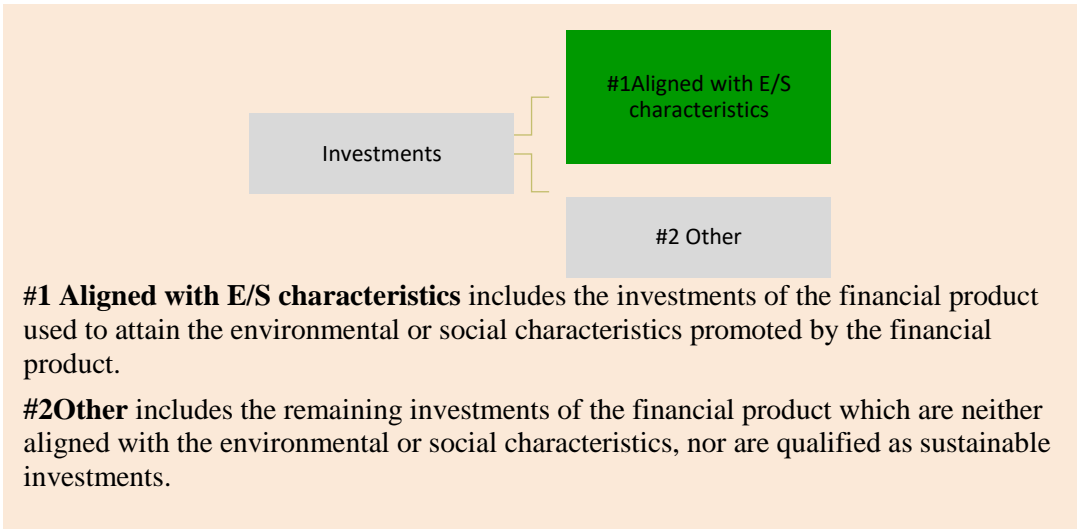 #1Aligned with E/S
characteristics
Investments
#2 Other
#1 Aligned with E/S characteristics includes the investments of the financial product
used to attain the environmental or social characteristics promoted by the financial
product.
#2Other includes the remaining investments of the financial product which are neither
aligned with the environmental or social characteristics, nor are qualified as sustainable
investments.